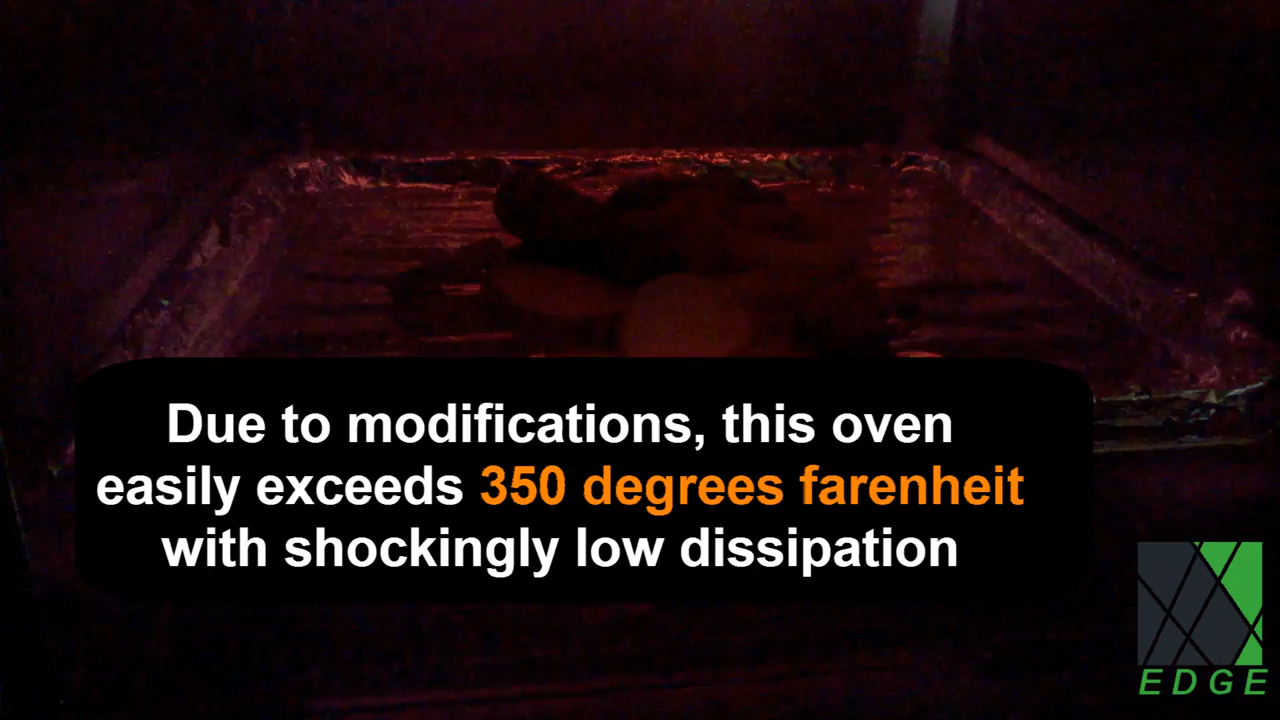 Due to modifications, this oven
easily exceeds 350 degrees farenheit
with shockingly low dissipation
EDGE